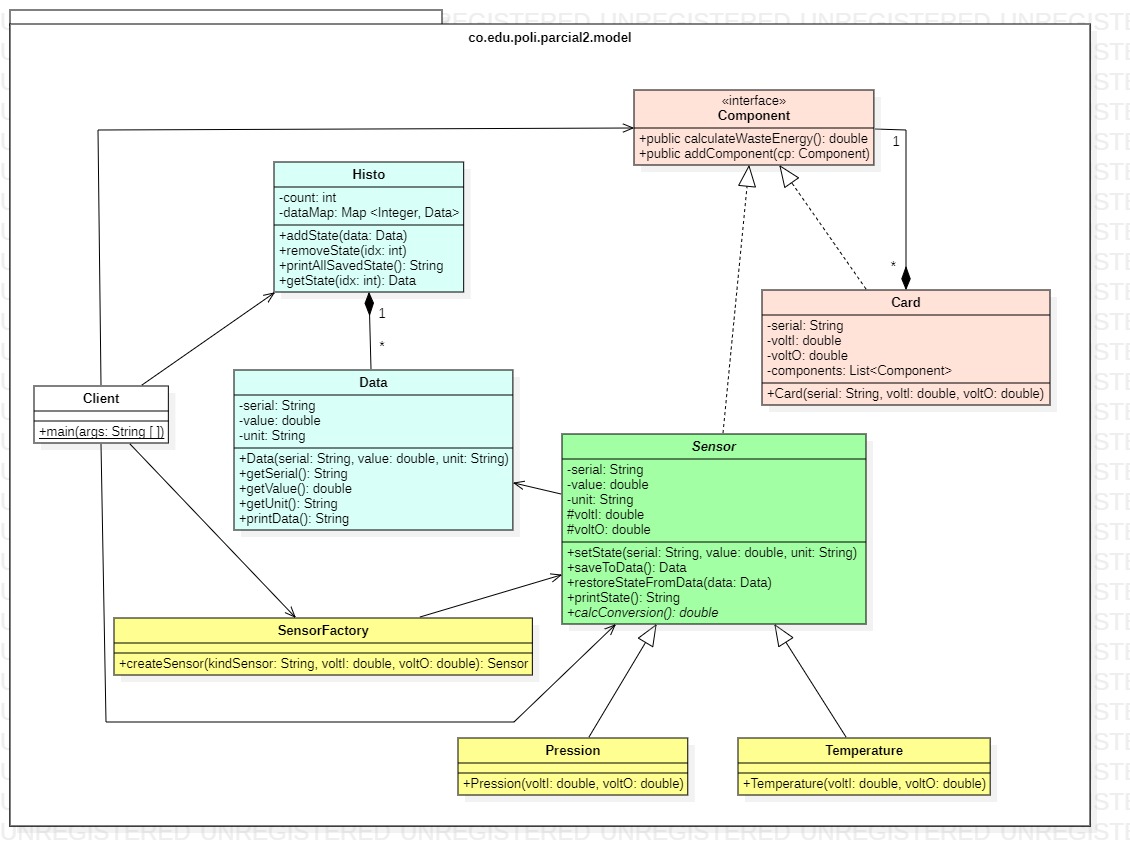 UNREGISTERED UNREGISTERED UNREGISTERED
co.edu.poli.parcial2.model
«interface»
Component
+public calculateWasteEnergy(): double
+public addComponent(cp: Component)
1
*
Histo
-count: int
-dataMap: Map <Integer, Data>
+addState(data: Data)
+removeState(idx: int)
+printAllSavedState(): String
+getState(idx: int): Data
1
*
Card
-serial: String
-voltI: double
-voltO: double
-components: List<Component>
+Card(serial: String, voltI: double, voltO: double)
Client
+main(args: String [ ])
Data
-serial: String
-value: double
-unit: String
+Data(serial: String, value: double, unit: String)
+getSerial(): String
+getValue(): double
+getUnit(): String
+printData(): String
Sensor
-serial: String
-value: double
-unit: String
#voltI: double
#voltO: double
+setState(serial: String, value: double, unit: String)
+saveToData(): Data
+restoreStateFromData(data: Data)
+printState(): String
+calcConversion(): double
SensorFactory
+createSensor(kindSensor: String, voltI: double, voltO: double): Sensor
Pression
+Pression(voltI: double, voltO: double)
Temperature
+Temperature(voltI: double, voltO: double)
UNREGISTERED UNREGISTERED UNREGISTERED UNREGISTERED UNREGISTERED